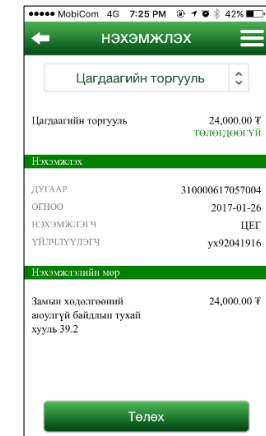 MobiCom 4G 7:25 PM 42%
НЭХЭМЖЛЭХ
Цагдаагийн торгууль
Цагдаагийн торгууль 24,000.00 ₮
ТӨЛӨГДӨӨГҮЙ
Нэхэмжлэх
ДУГААР 310000617057004
ОГНОО 2017-01-26
НЭХЭМЖЛЭГЧ ЦЕГ
ҮЙЛЧЛҮҮЛЭГЧ ух92041916
Нэхэмжлэлийн мөр
Замын хөдөлгөөний 24,000.00 ₮
аюулгүй байдлын тухай
хууль 39.2
Төлөх